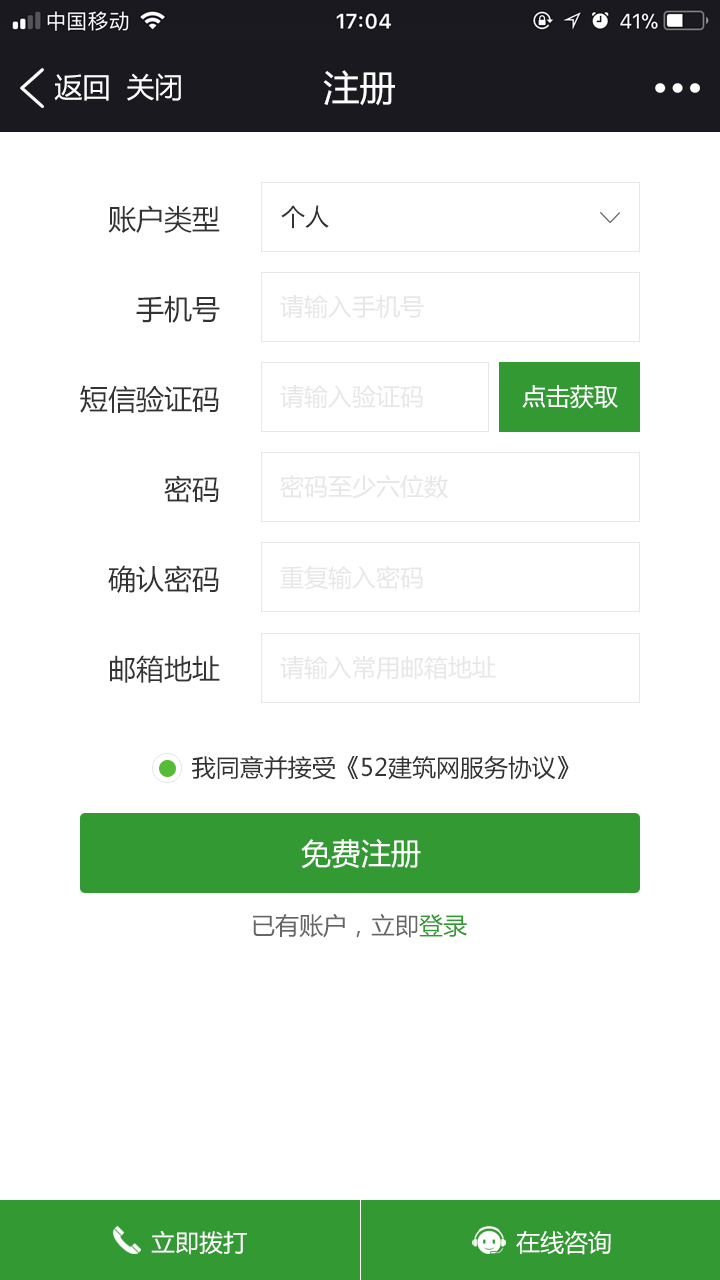 中国移动 17:04 41%
返回 关闭 注册
账户类型 个人
手机号 请输入手机号
短信验证码 请输入验证码 点击获取
密码 密码至少六位数
确认密码 重复输入密码
邮箱地址 请输入常用邮箱地址
我同意并接受《52建筑网服务协议》
免费注册
已有账户，立即登录
立即拨打 在线咨询